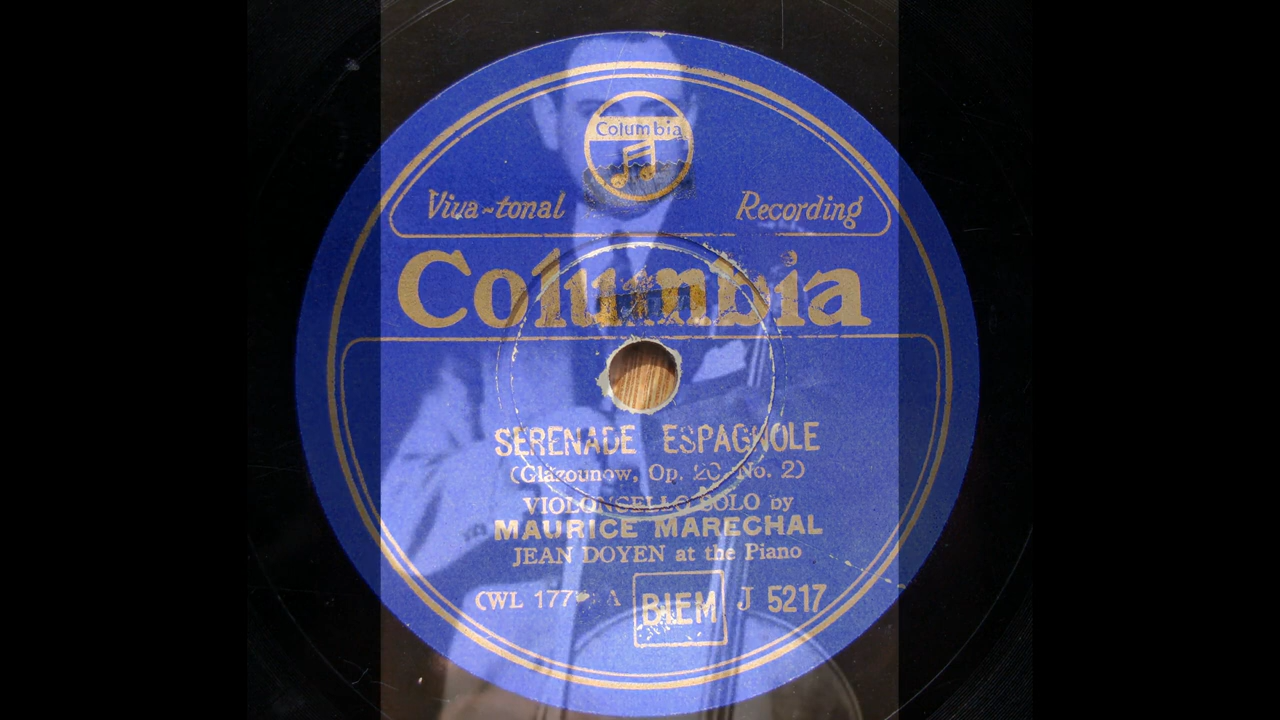 Columbia
Viva-tonal Recording
Columbia
SERENADE ESPAGNOLE
(Glazounow, Op. 20, No. 2)
VIOLONCELLO SOLO by
MAURICE MARECHAL
JEAN DOYEN at the Piano
BIEM J 5217